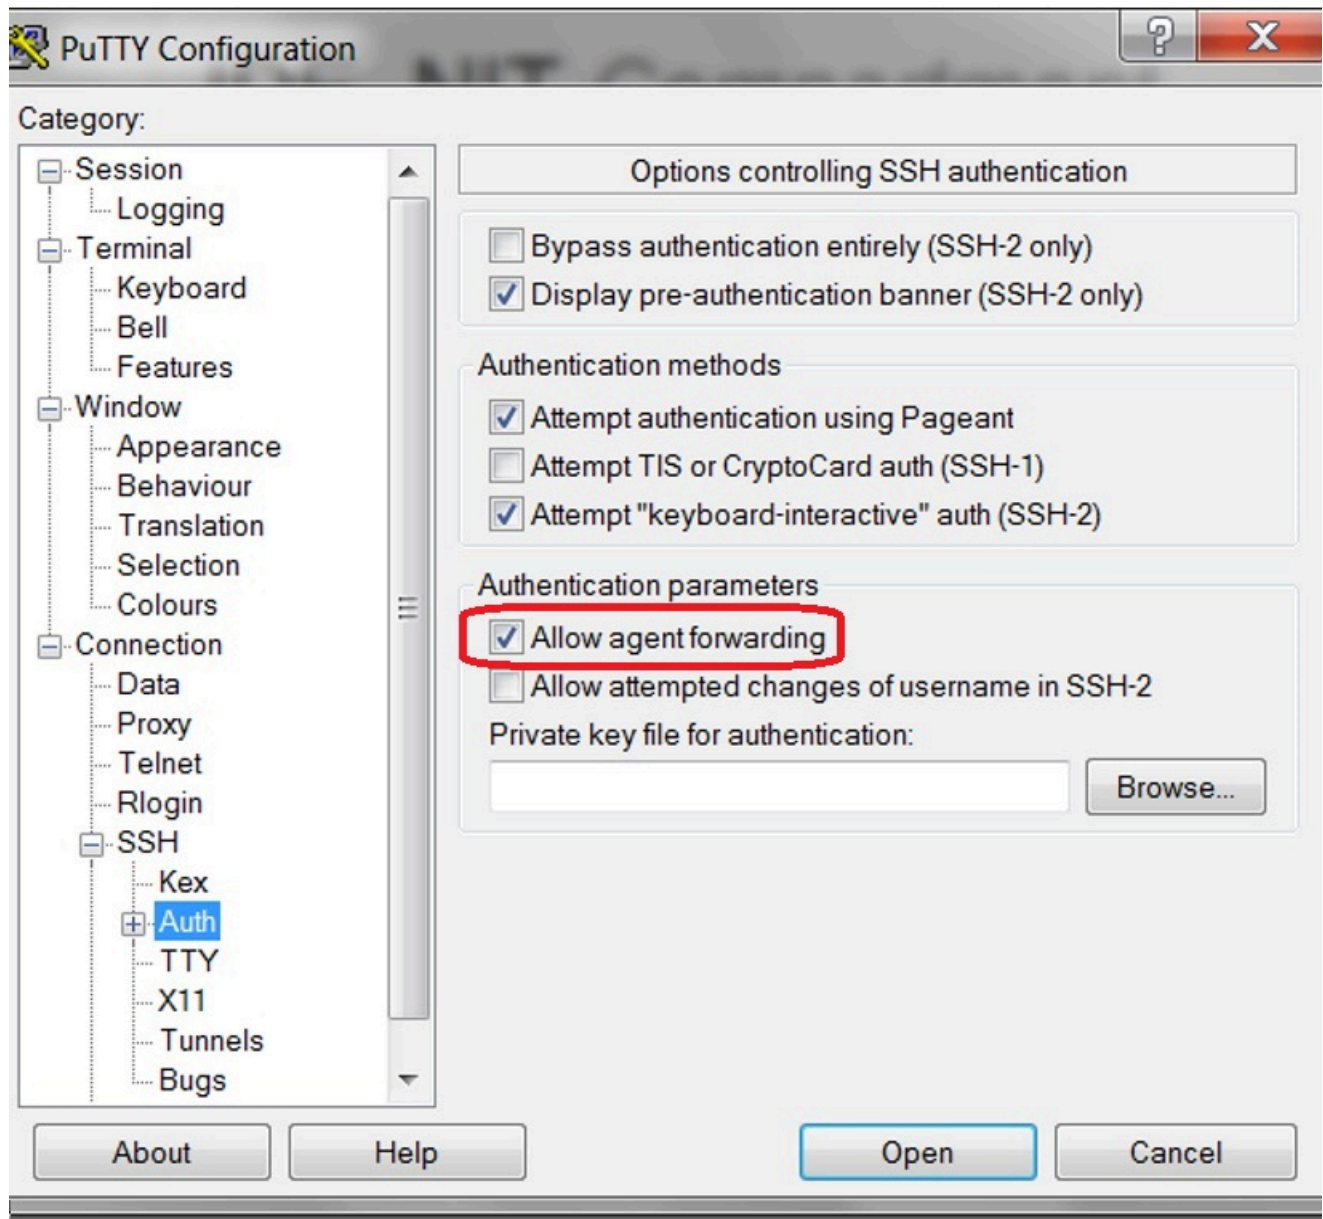 PuTTY Configuration
Category:
Session
Logging
Terminal
Keyboard
Bell
Features
Window
Appearance
Behaviour
Translation
Selection
Colours
Connection
Data
Proxy
Telnet
Rlogin
SSH
Kex
Auth
TTY
X11
Tunnels
Bugs
Options controlling SSH authentication
Bypass authentication entirely (SSH-2 only)
Display pre-authentication banner (SSH-2 only)
Authentication methods
Attempt authentication using Pageant
Attempt TIS or CryptoCard auth (SSH-1)
Attempt "keyboard-interactive" auth (SSH-2)
Authentication parameters
Allow agent forwarding
Allow attempted changes of username in SSH-2
Private key file for authentication:
Browse...
About
Help
Open
Cancel